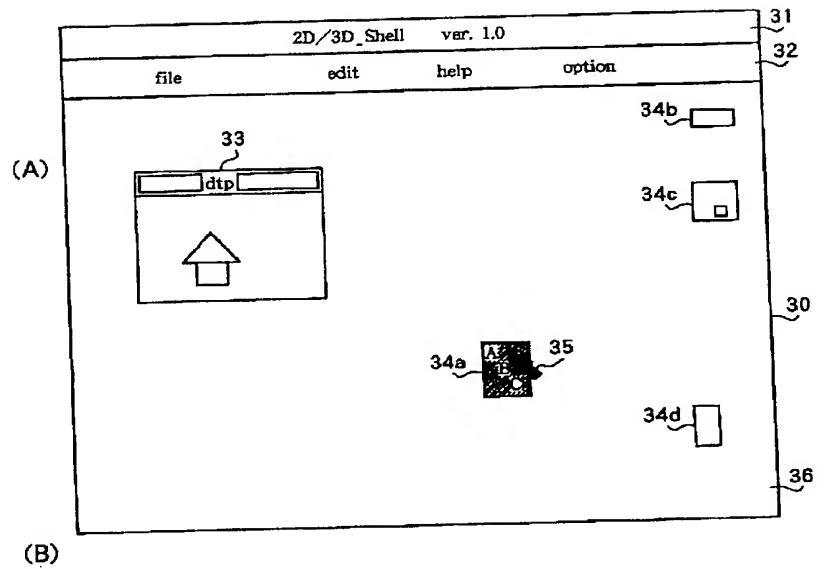 31
2D/3D_Shell ver. 1.0
32
file edit help option
34b
33
(A)
dtp
34c
30
35
34a
A
B
C
34d
36
(B)